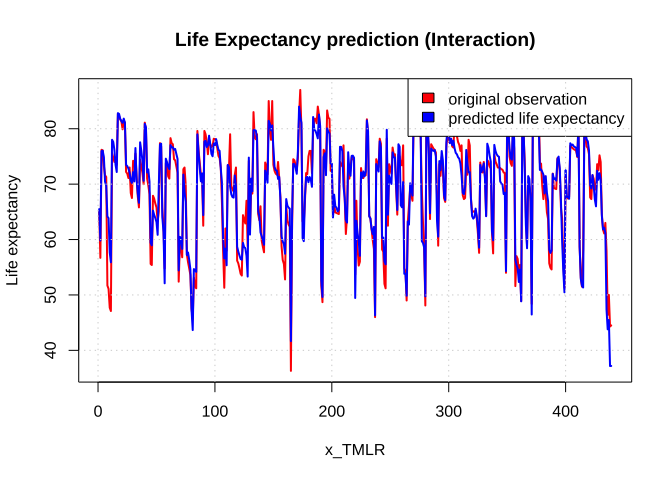 Life Expectancy prediction (Interaction)
original observation
predicted life expectancy
Life expectancy
80
70
60
50
40
0 100 200 300 400
x_TMLR